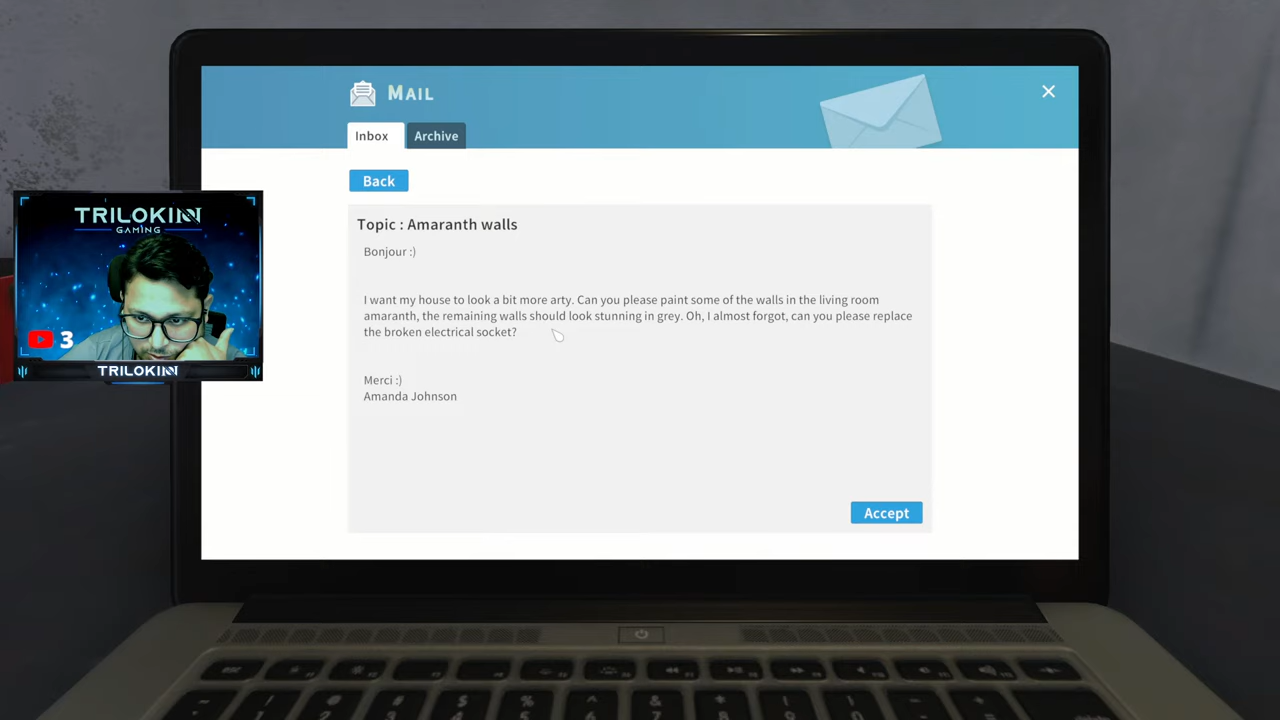 MAIL
Inbox
Archive
Back
TRILOKIN
GAMING
3
TRILOKIN
Topic : Amaranth walls
Bonjour :)
I want my house to look a bit more arty. Can you please paint some of the walls in the living room
amaranth, the remaining walls should look stunning in grey. Oh, I almost forgot, can you please replace
the broken electrical socket?
Merci :)
Amanda Johnson
Accept